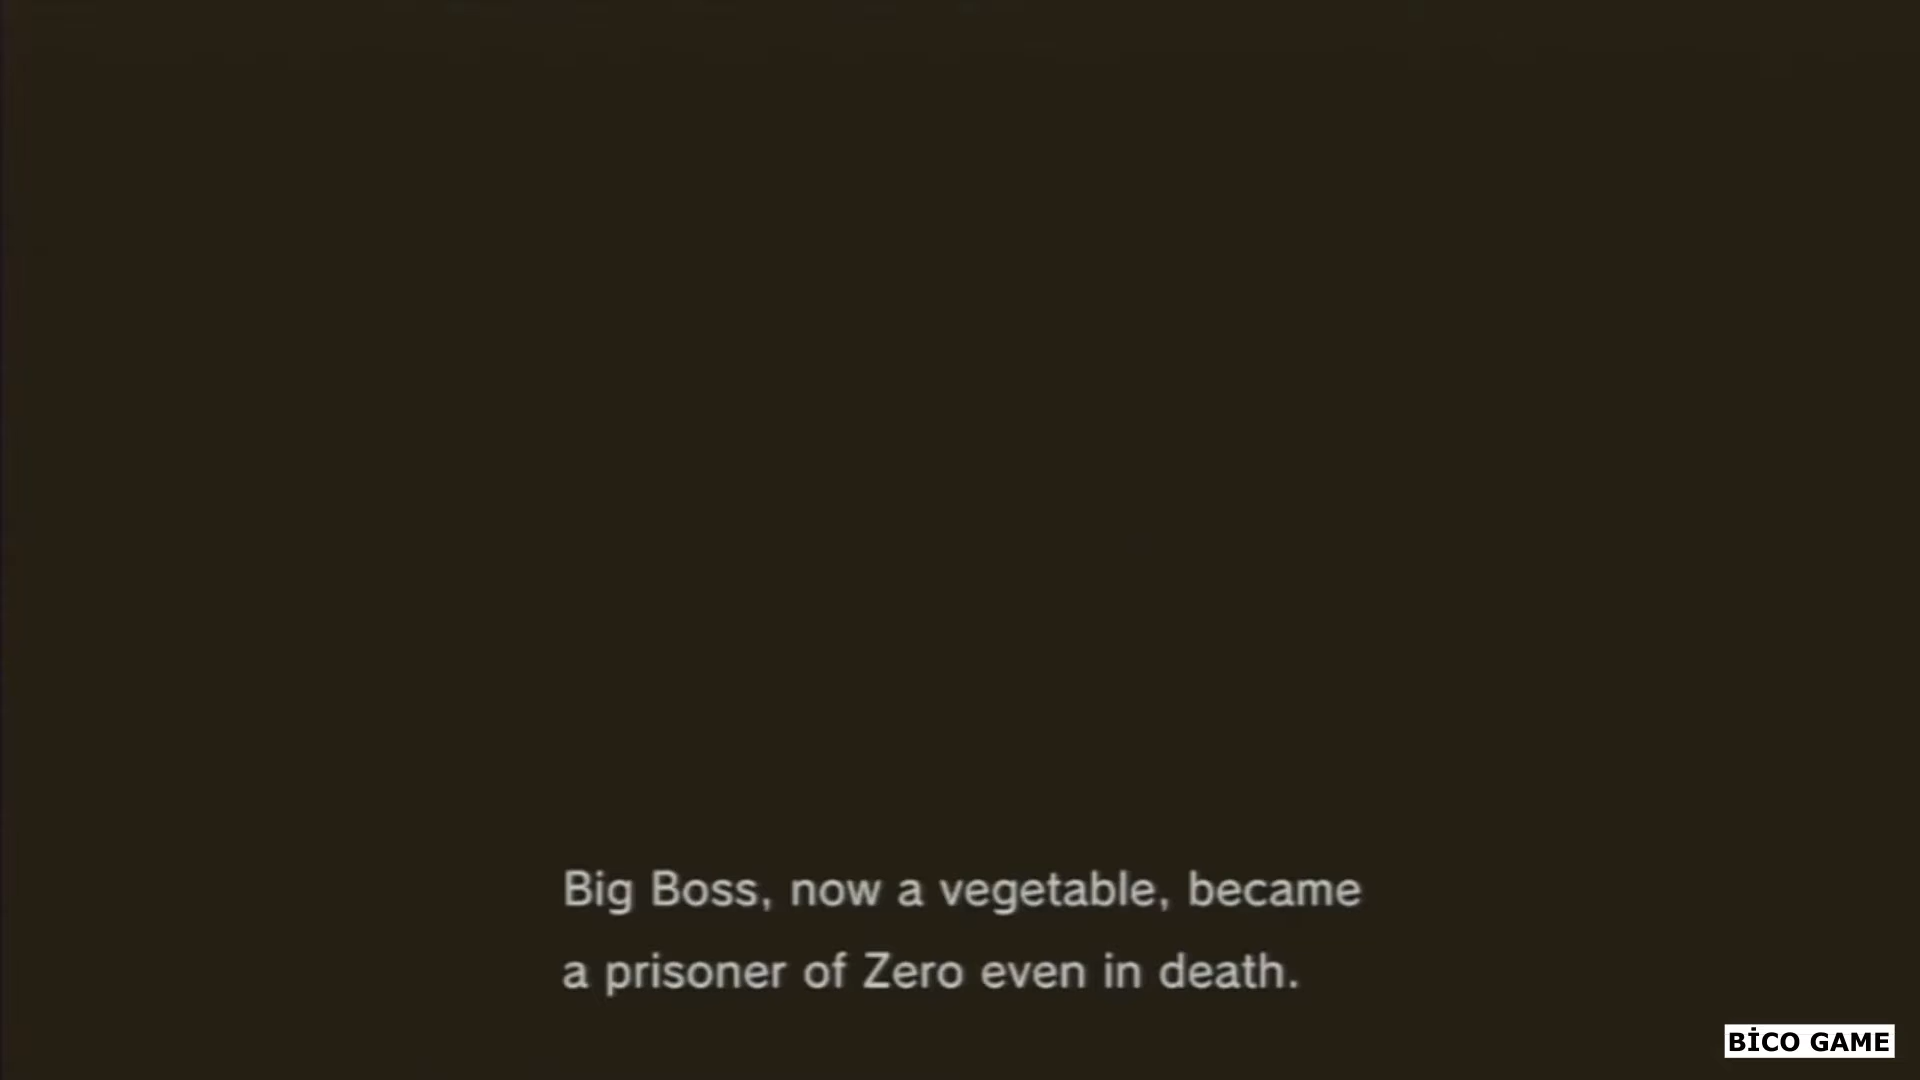 Big Boss, now a vegetable, became
a prisoner of Zero even in death.
BİCO GAME